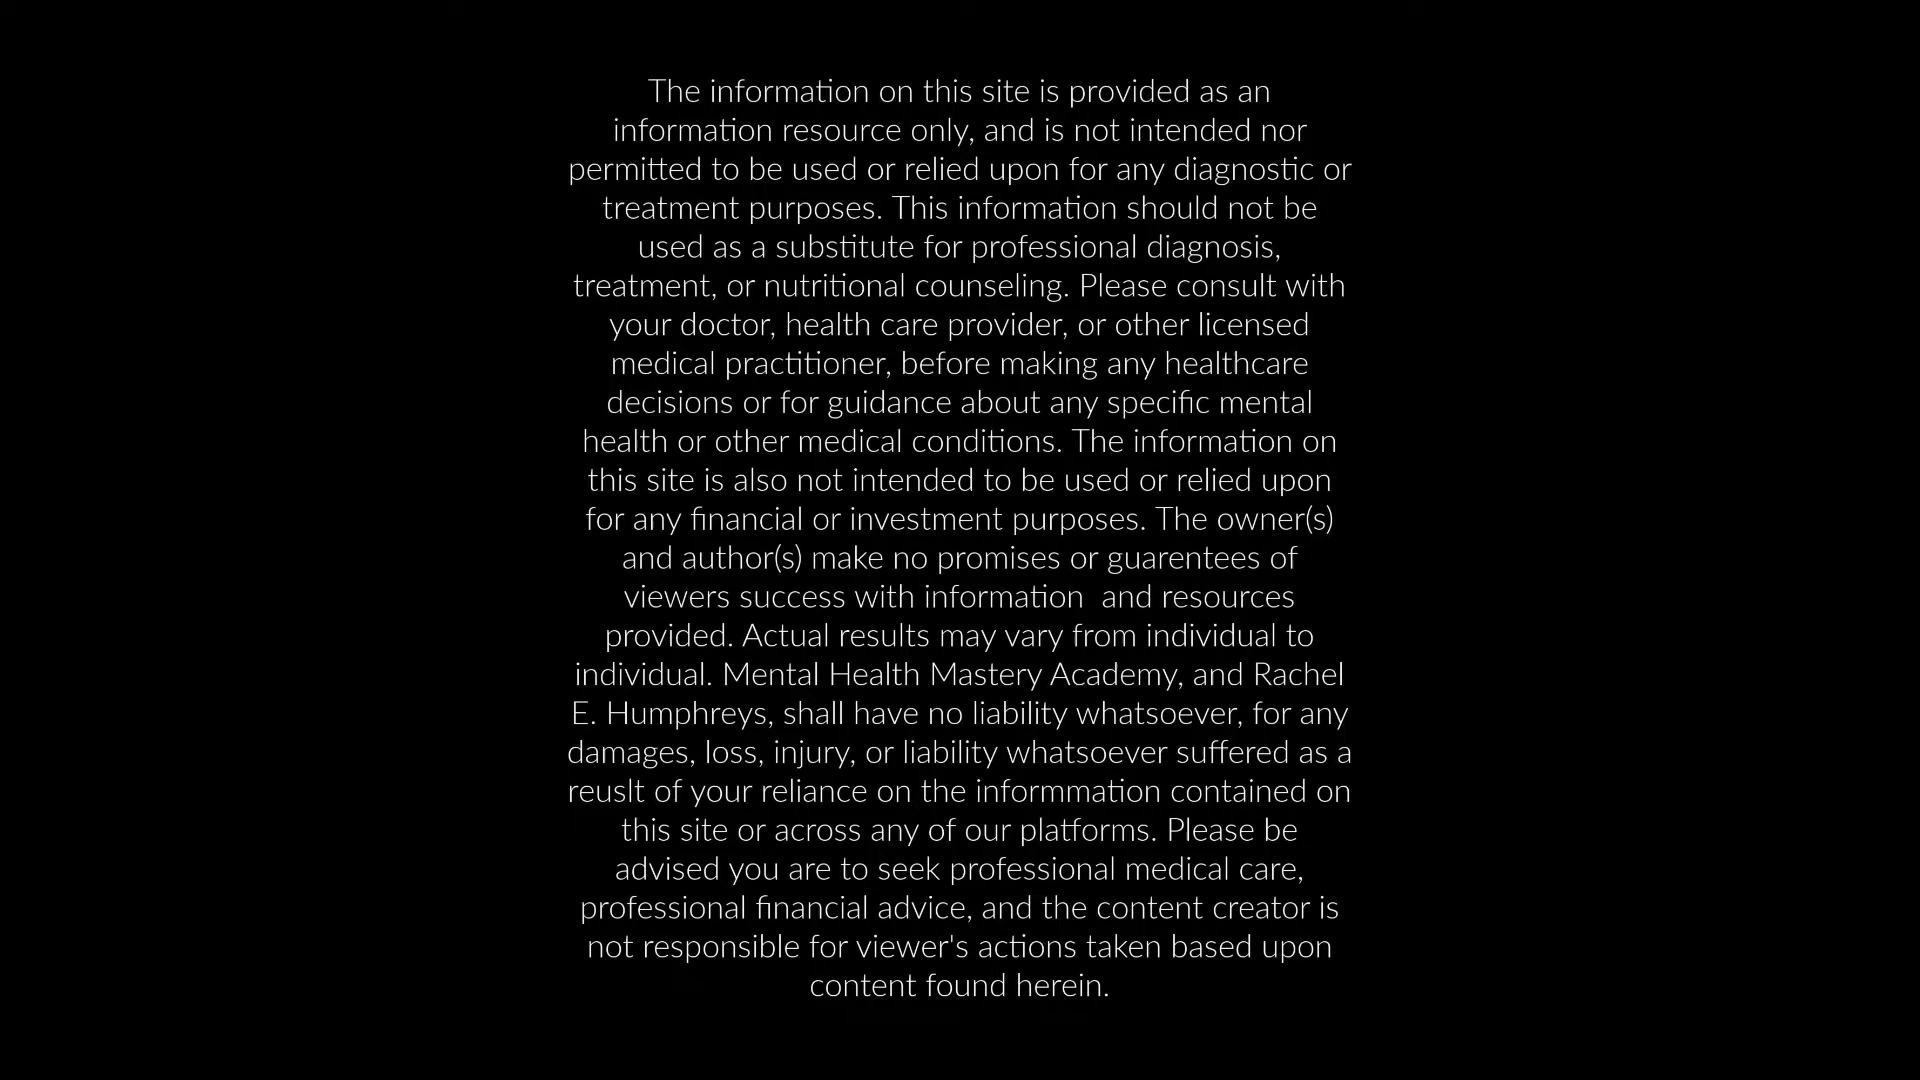 The information on this site is provided as an
information resource only, and is not intended nor
permitted to be used or relied upon for any diagnostic or
treatment purposes. This information should not be
used as a substitute for professional diagnosis,
treatment, or nutritional counseling. Please consult with
your doctor, health care provider, or other licensed
medical practitioner, before making any healthcare
decisions or for guidance about any specific mental
health or other medical conditions. The information on
this site is also not intended to be used or relied upon
for any financial or investment purposes. The owner(s)
and author(s) make no promises or guarentees of
viewers success with information  and resources
provided. Actual results may vary from individual to
individual. Mental Health Mastery Academy, and Rachel
E. Humphreys, shall have no liability whatsoever, for any
damages, loss, injury, or liability whatsoever suffered as a
reuslt of your reliance on the informmation contained on
this site or across any of our platforms. Please be
advised you are to seek professional medical care,
professional financial advice, and the content creator is
not responsible for viewer's actions taken based upon
content found herein.